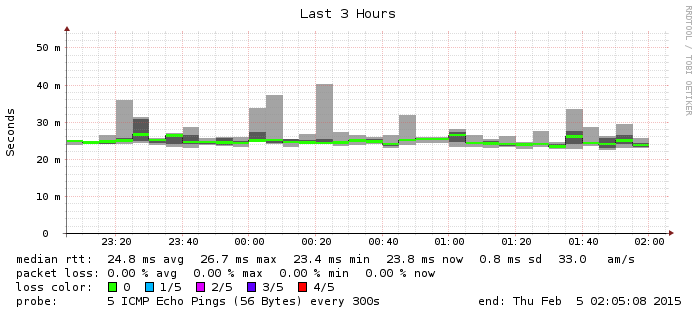 Last 3 Hours
RRDTOOL / TOBI OETIKER
Seconds
50 m
40 m
30 m
20 m
10 m
0
23:20 23:40 00:00 00:20 00:40 01:00 01:20 01:40 02:00
median rtt: 24.8 ms avg 26.7 ms max 23.4 ms min 23.8 ms now 0.8 ms sd 33.0 am/s
packet loss: 0.00 % avg 0.00 % max 0.00 % min 0.00 % now
loss color: 0 1/5 2/5 3/5 4/5
probe: 5 ICMP Echo Pings (56 Bytes) every 300s end: Thu Feb 5 02:05:08 2015